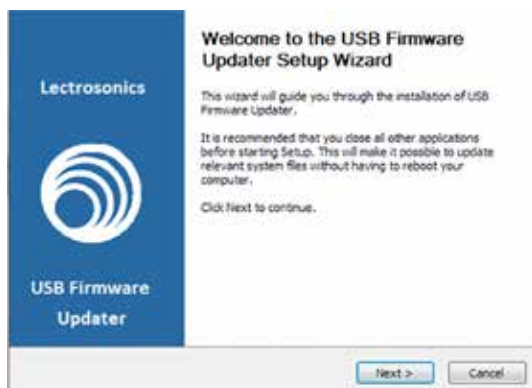 Lectrosonics
USB Firmware
Updater
Welcome to the USB Firmware
Updater Setup Wizard
This wizard will guide you through the installation of USB
Firmware Updater.
It is recommended that you close all other applications
before starting Setup. This will make it possible to update
relevant system files without having to reboot your
computer.
Click Next to continue.
Next >
Cancel